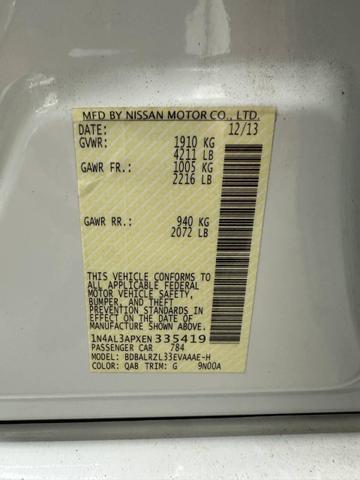 MFD BY NISSAN MOTOR CO., LTD.
DATE: 12/13
GVWR: 1910 KG
4211 LB
GAWR FR.: 1005 KG
2216 LB
GAWR RR.: 940 KG
2072 LB
THIS VEHICLE CONFORMS TO
ALL APPLICABLE FEDERAL
MOTOR VEHICLE SAFETY,
BUMPER, AND THEFT
PREVENTION STANDARDS
IN EFFECT ON THE DATE OF
MANUFACTURE SHOWN ABOVE.
1N4AL3APXEN335419
PASSENGER CAR 784
MODEL: BDBALRZL33EVAAAE-H
COLOR: QAB TRIM: G 9N00A